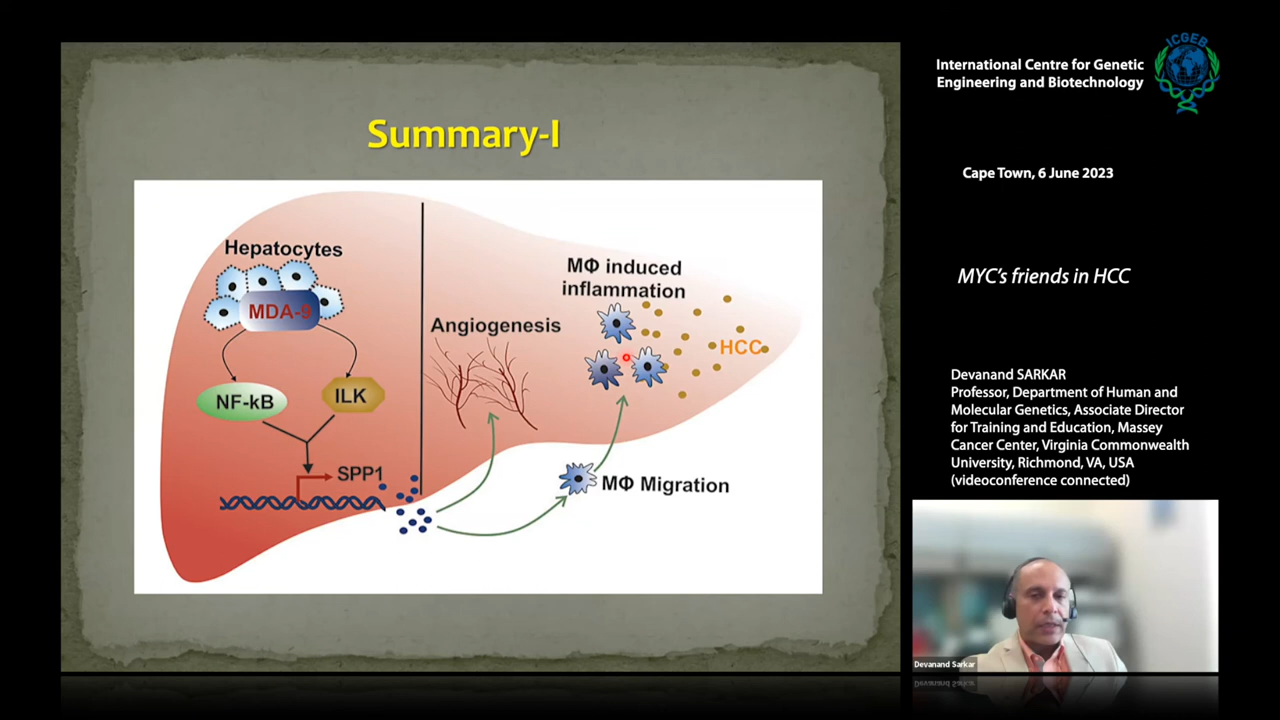 Summary-I
Hepatocytes
MDA-9
NF-kB
ILK
SPP1
Angiogenesis
MΦ induced
inflammation
HCC
MΦ Migration
International Centre for Genetic
Engineering and Biotechnology
ICGEB
Cape Town, 6 June 2023
MYC's friends in HCC
Devanand SARKAR
Professor, Department of Human and
Molecular Genetics, Associate Director
for Training and Education, Massey
Cancer Center, Virginia Commonwealth
University, Richmond, VA, USA
(videoconference connected)
Devanand Sarkar